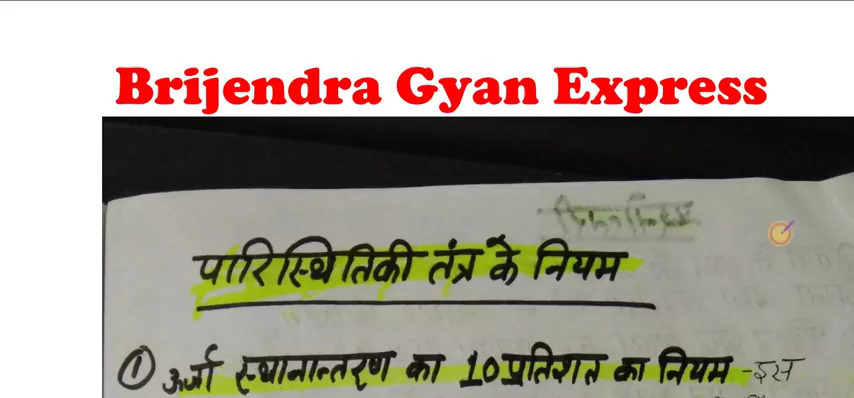 Brijendra Gyan Express
पारिस्थितिकी तंत्र के नियम
① ऊर्जा स्थानान्तरण का 10 प्रतिशत का नियम - इस